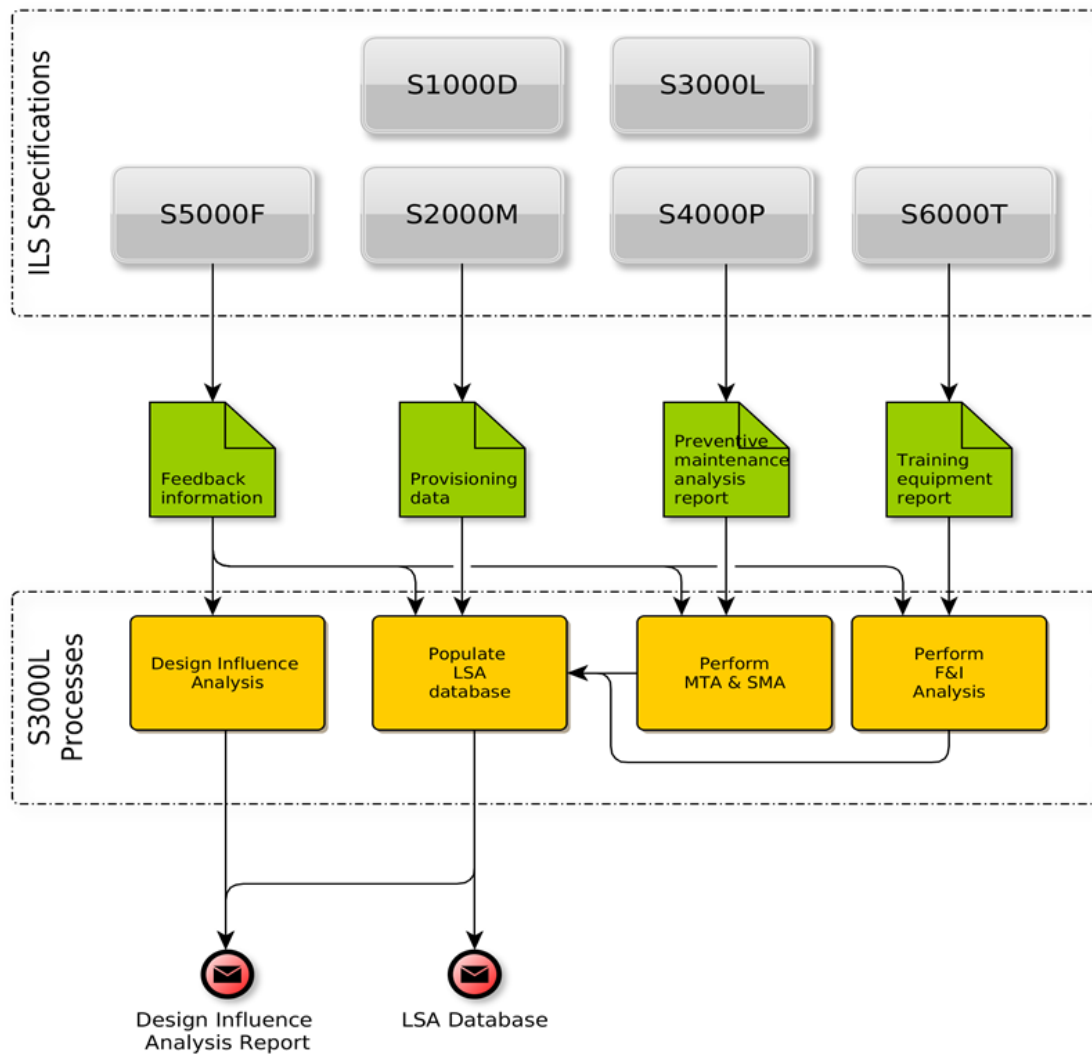 ILS Specifications
S1000D
S3000L
S5000F
S2000M
S4000P
S6000T
Feedback
information
Provisioning
data
Preventive
maintenance
analysis
report
Training
equipment
report
S3000L
Processes
Design Influence
Analysis
Populate
LSA
database
Perform
MTA & SMA
Perform
F&I
Analysis
Design Influence
Analysis Report
LSA Database